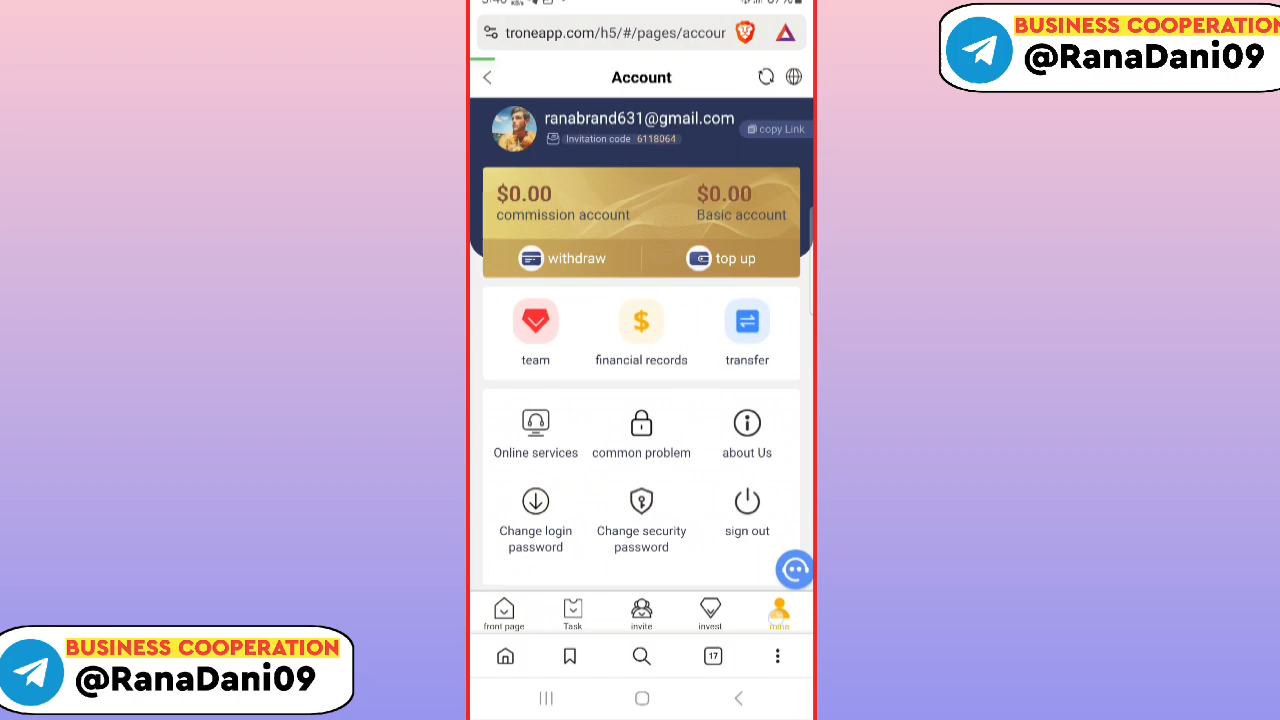 BUSINESS COOPERATION
@RanaDani09
troneapp.com/h5/#/pages/accour
Account
ranabrand631@gmail.com
Invitation code 6118064
copy Link
$0.00
commission account
$0.00
Basic account
withdraw
top up
team
financial records
transfer
Online services
common problem
about Us
Change login
password
Change security
password
sign out
front page
Task
invite
invest
mine
17
BUSINESS COOPERATION
@RanaDani09